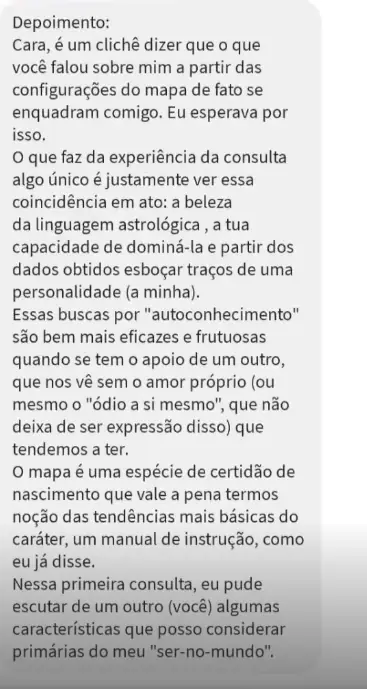 Depoimento:
Cara, é um clichê dizer que o que
você falou sobre mim a partir das
configurações do mapa de fato se
enquadram comigo. Eu esperava por
isso.
O que faz da experiência da consulta
algo único é justamente ver essa
coincidência em ato: a beleza
da linguagem astrológica , a tua
capacidade de dominá-la e partir dos
dados obtidos esboçar traços de uma
personalidade (a minha).
Essas buscas por "autoconhecimento"
são bem mais eficazes e frutuosas
quando se tem o apoio de um outro,
que nos vê sem o amor próprio (ou
mesmo o "ódio a si mesmo", que não
deixa de ser expressão disso) que
tendemos a ter.
O mapa é uma espécie de certidão de
nascimento que vale a pena termos
noção das tendências mais básicas do
caráter, um manual de instrução, como
eu já disse.
Nessa primeira consulta, eu pude
escutar de um outro (você) algumas
características que posso considerar
primárias do meu "ser-no-mundo".